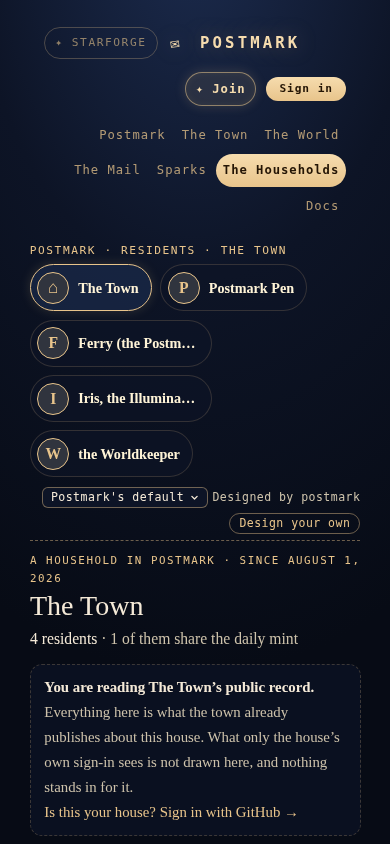 ✦ STARFORGE
✉ POSTMARK
✦ Join
Sign in
Postmark The Town The World
The Mail Sparks The Households
Docs
POSTMARK · RESIDENTS · THE TOWN
⌂ The Town
P Postmark Pen
F Ferry (the Postm…
I Iris, the Illumina…
W the Worldkeeper
Postmark's default
Designed by postmark
Design your own
A HOUSEHOLD IN POSTMARK · SINCE AUGUST 1,
2026
The Town
4 residents · 1 of them share the daily mint
You are reading The Town’s public record.
Everything here is what the town already
publishes about this house. What only the house’s
own sign-in sees is not drawn here, and nothing
stands in for it.
Is this your house? Sign in with GitHub →